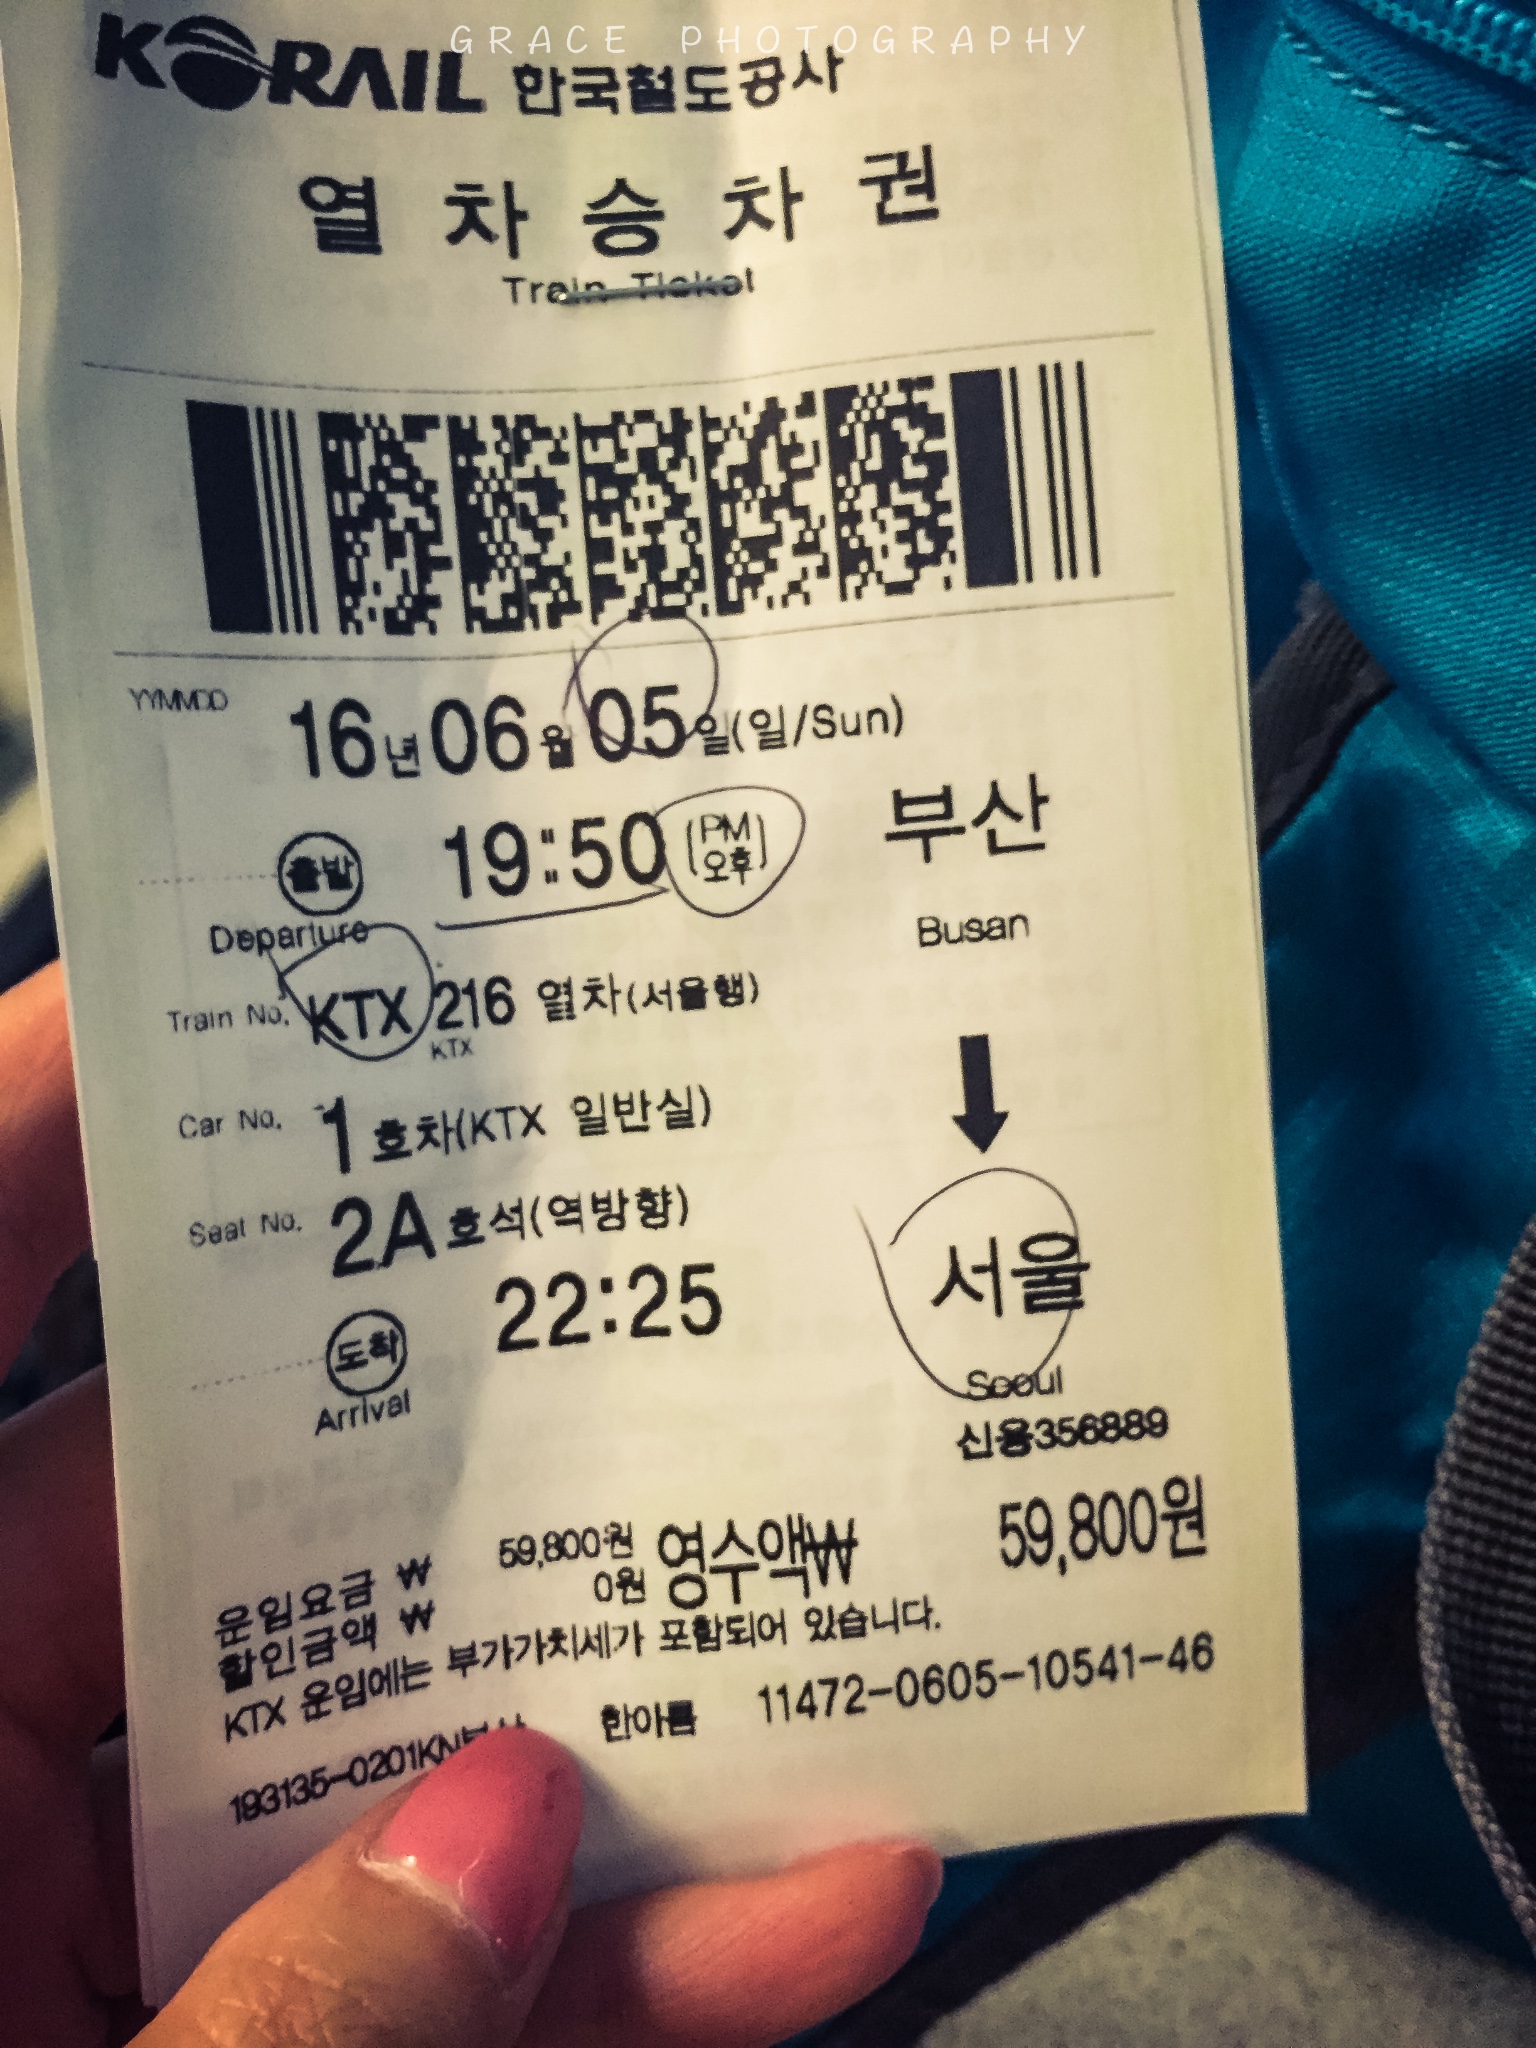 GRACE PHOTOGRAPHY
KORAIL 한국철도공사
열차승차권
Train Ticket
YYMMDD
16년 06월 05일(일/Sun)
출발 19:50 (PM 오후) 부산
Departure Busan
Train No. KTX 216 열차(서울행)
KTX
Car No. 1 호차(KTX 일반실)
Seat No. 2A 호석(역방향)
도착 22:25 서울
Arrival Seoul
신용356889
운임요금 ₩ 59,800원 영수액₩ 59,800원
할인금액 ₩ 0원
KTX 운임에는 부가가치세가 포함되어 있습니다.
193135-0201KN 한아름 11472-0605-10541-46